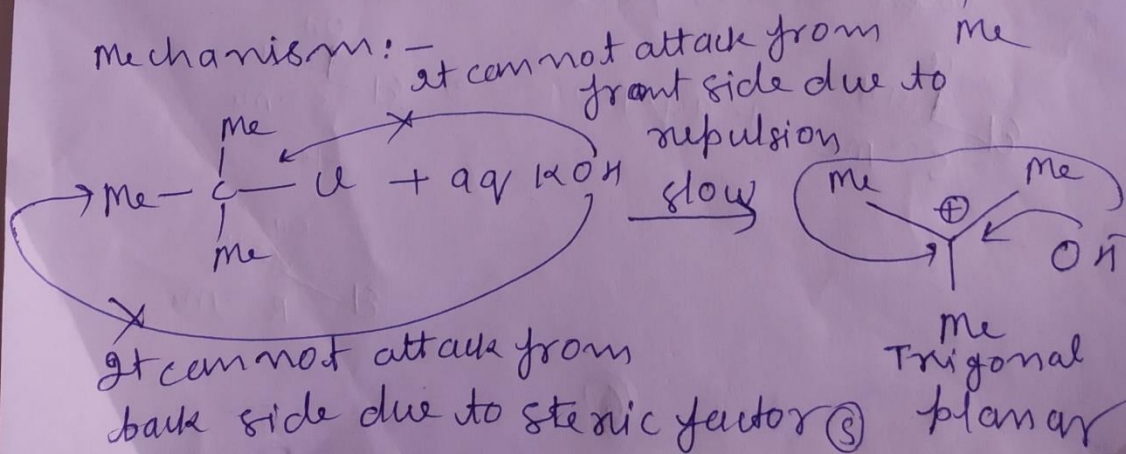 Mechanism:- It cannot attack from Me
front side due to
repulsion
Me
Me - C - Cl + aq KOH slow
Me
Me ⊕ Me
OH
Me
It cannot attack from
back side due to steric factor Ⓢ
Trigonal
planar